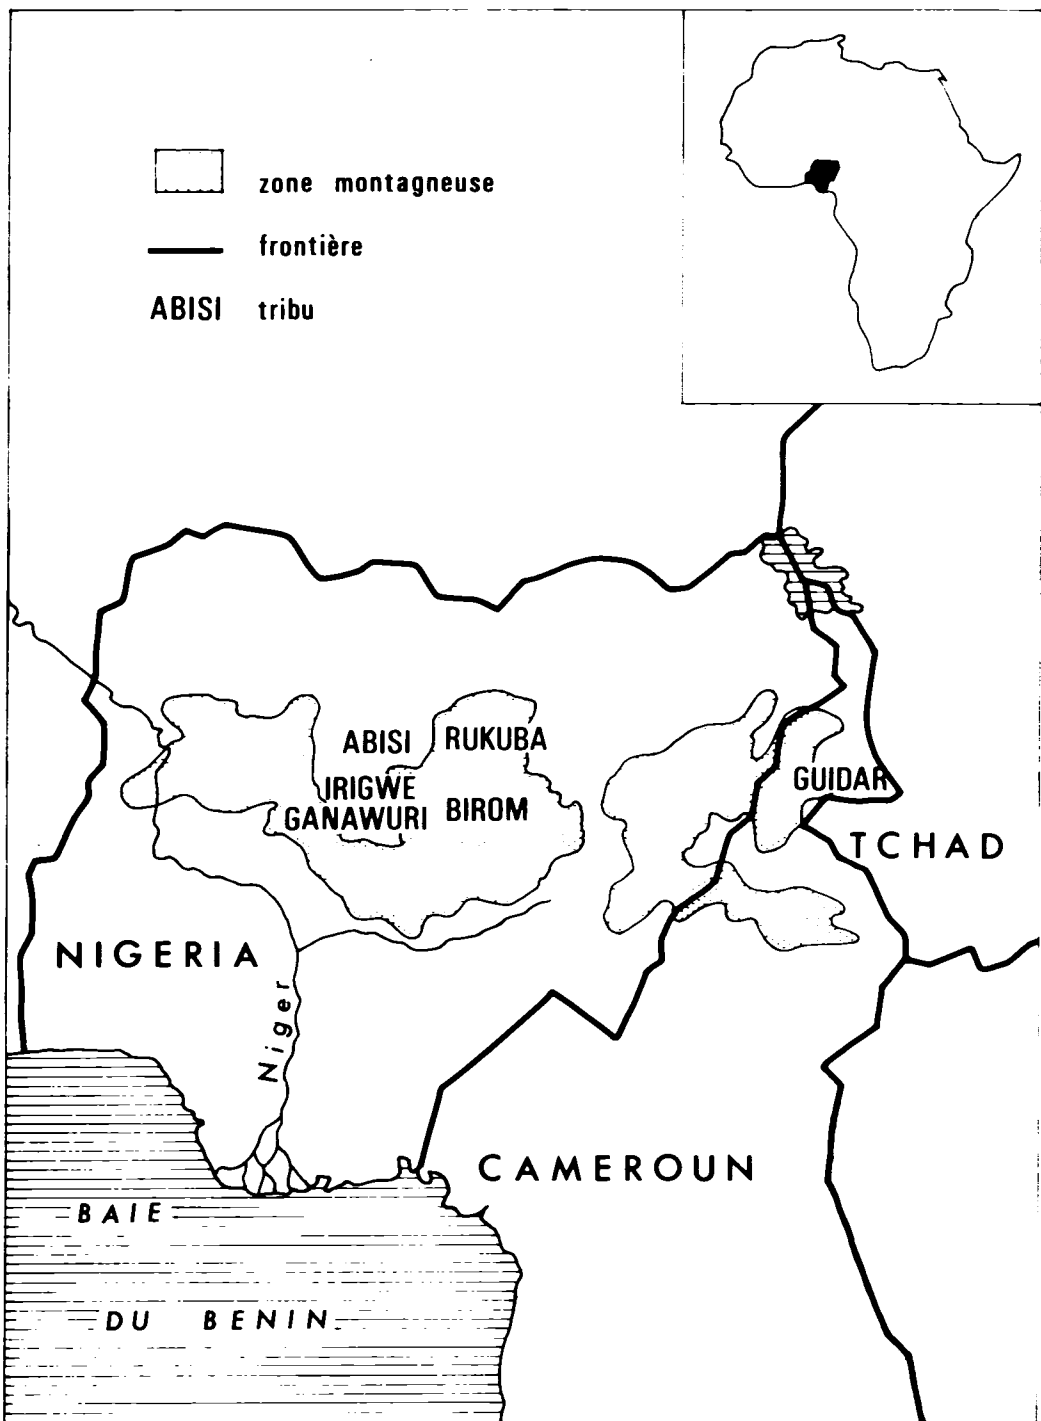 zone montagneuse
frontière
ABISI tribu
ABISI RUKUBA
IRIGWE
GANAWURI BIROM
GUIDAR
TCHAD
NIGERIA
Niger
CAMEROUN
BAIE
DU BENIN